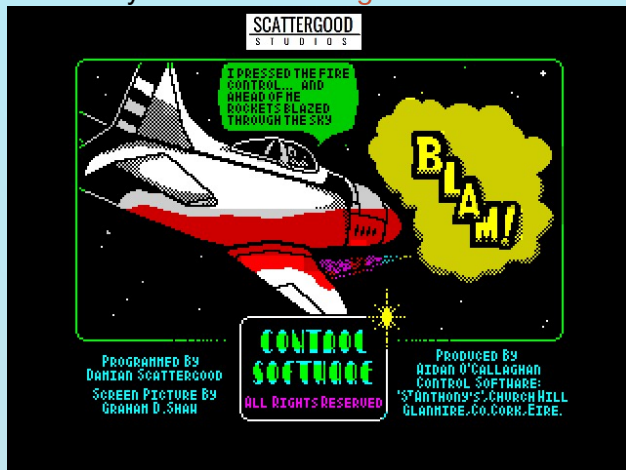 SCATTERGOOD
STUDIOS
I PRESSED THE FIRE
CONTROL... AND
AHEAD OF ME
ROCKETS BLAZED
THROUGH THE SKY
BLAM!
CONTROL
SOFTWARE
ALL RIGHTS RESERVED
PROGRAMMED BY
DAMIAN SCATTERGOOD
SCREEN PICTURE BY
GRAHAM D.SHAW
PRODUCED BY
AIDAN O'CALLAGHAN
CONTROL SOFTWARE:
'ST ANTHONY'S',CHURCH HILL
GLANMIRE,CO.CORK,EIRE.